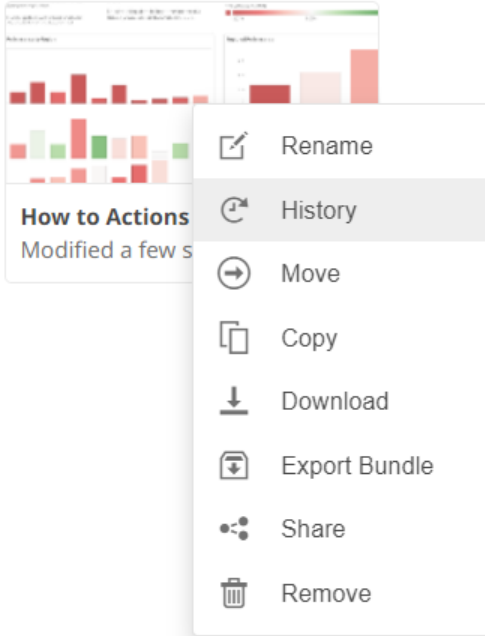 How to Actions
Modified a few s
Rename
History
Move
Copy
Download
Export Bundle
Share
Remove